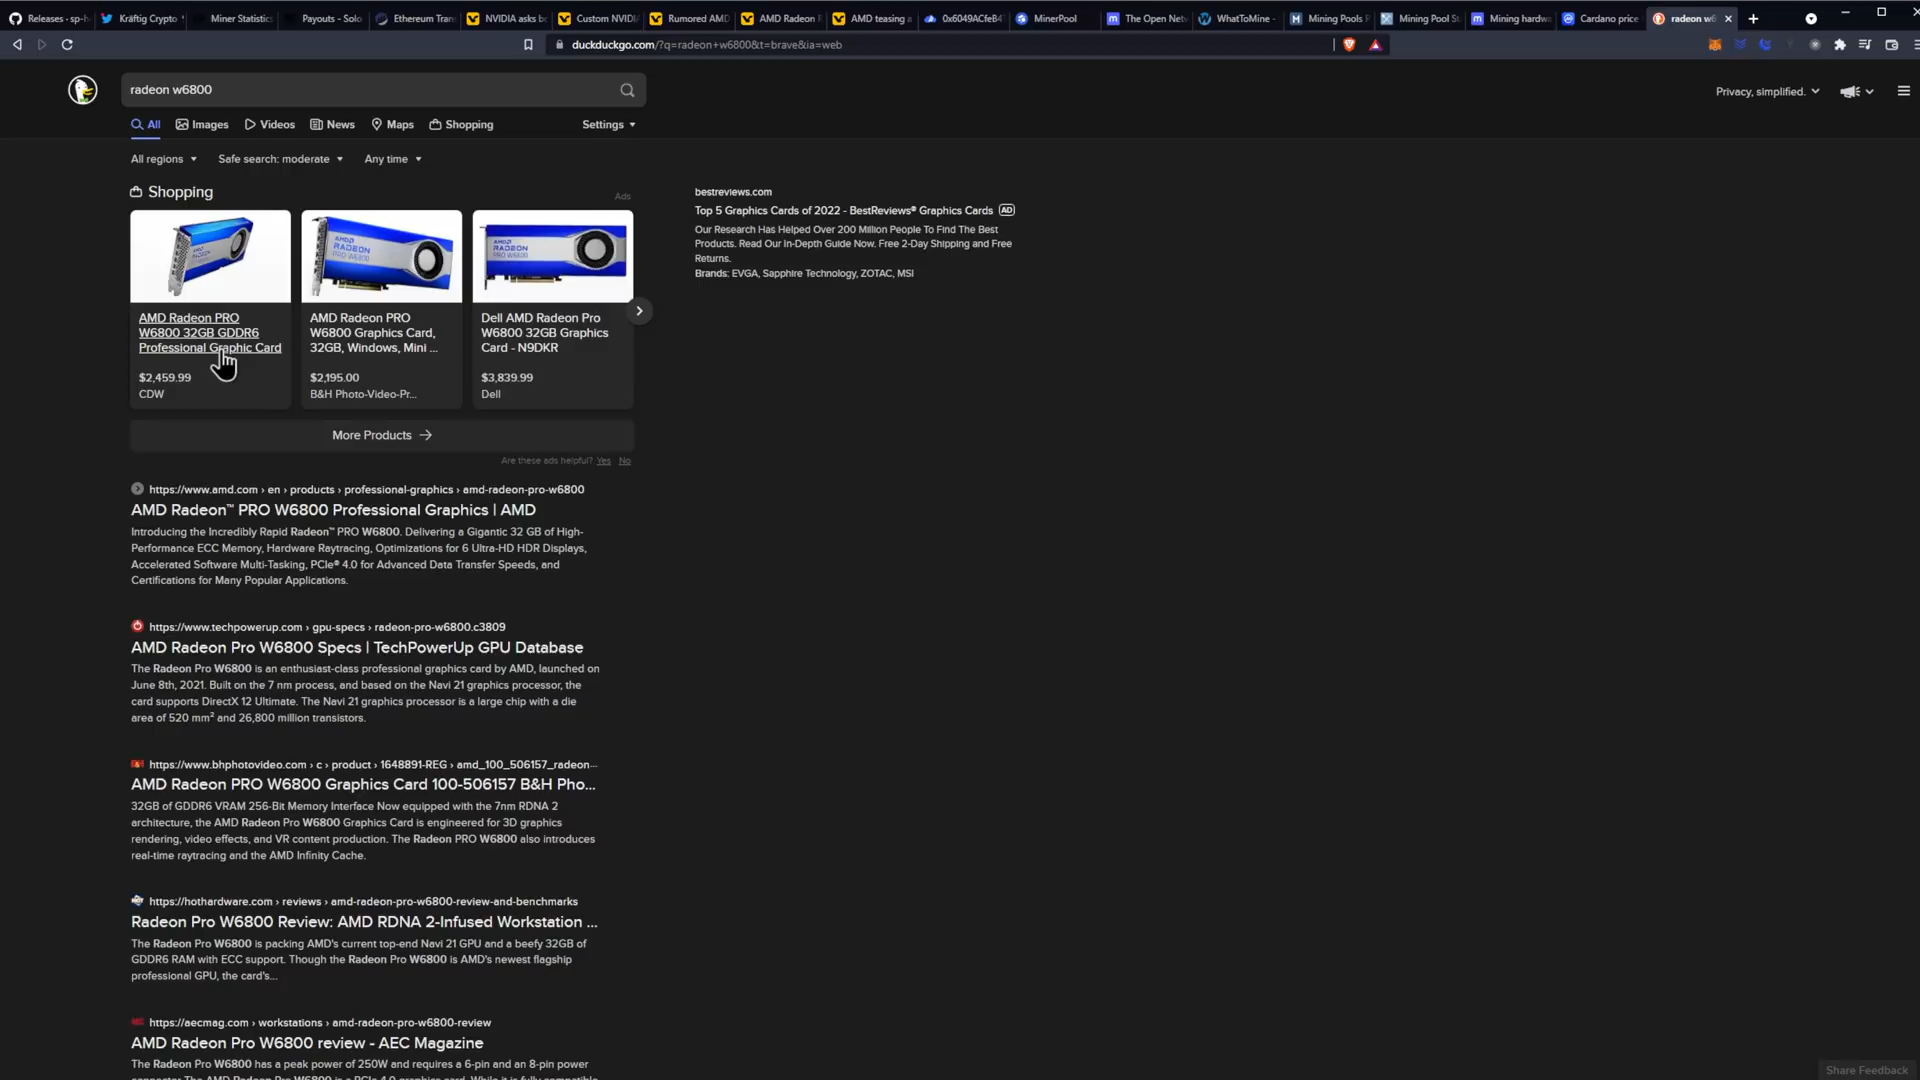 Releases - sp-h
Kräftig Crypto
Miner Statistics
Payouts - Solo
Ethereum Tran
NVIDIA asks b
Custom NVIDI
Rumored AMD
AMD Radeon R
AMD teasing a
0x6049ACfeB4
MinerPool
The Open Netw
WhatToMine -
Mining Pools F
Mining Pool St
Mining hardwa
Cardano price
radeon w6
duckduckgo.com/?q=radeon+w6800&t=brave&ia=web
radeon w6800
Privacy, simplified.
All
Images
Videos
News
Maps
Shopping
Settings
All regions
Safe search: moderate
Any time
Shopping
Ads
AMD Radeon PRO
W6800 32GB GDDR6
Professional Graphic Card
$2,459.99
CDW
AMD Radeon PRO
W6800 Graphics Card,
32GB, Windows, Mini ...
$2,195.00
B&H Photo-Video-Pr...
Dell AMD Radeon Pro
W6800 32GB Graphics
Card - N9DKR
$3,839.99
Dell
More Products
Are these ads helpful? Yes No
bestreviews.com
Top 5 Graphics Cards of 2022 - BestReviews® Graphics Cards AD
Our Research Has Helped Over 200 Million People To Find The Best
Products. Read Our In-Depth Guide Now. Free 2-Day Shipping and Free
Returns.
Brands: EVGA, Sapphire Technology, ZOTAC, MSI
https://www.amd.com › en › products › professional-graphics › amd-radeon-pro-w6800
AMD Radeon™ PRO W6800 Professional Graphics | AMD
Introducing the Incredibly Rapid Radeon™ PRO W6800. Delivering a Gigantic 32 GB of High-
Performance ECC Memory, Hardware Raytracing, Optimizations for 6 Ultra-HD HDR Displays,
Accelerated Software Multi-Tasking, PCIe® 4.0 for Advanced Data Transfer Speeds, and
Certifications for Many Popular Applications.
https://www.techpowerup.com › gpu-specs › radeon-pro-w6800.c3809
AMD Radeon Pro W6800 Specs | TechPowerUp GPU Database
The Radeon Pro W6800 is an enthusiast-class professional graphics card by AMD, launched on
June 8th, 2021. Built on the 7 nm process, and based on the Navi 21 graphics processor, the
card supports DirectX 12 Ultimate. The Navi 21 graphics processor is a large chip with a die
area of 520 mm² and 26,800 million transistors.
https://www.bhphotovideo.com › c › product › 1648891-REG › amd_100_506157_radeon...
AMD Radeon PRO W6800 Graphics Card 100-506157 B&H Pho...
32GB of GDDR6 VRAM 256-Bit Memory Interface Now equipped with the 7nm RDNA 2
architecture, the AMD Radeon Pro W6800 Graphics Card is engineered for 3D graphics
rendering, video effects, and VR content production. The Radeon PRO W6800 also introduces
real-time raytracing and the AMD Infinity Cache.
https://hothardware.com › reviews › amd-radeon-pro-w6800-review-and-benchmarks
Radeon Pro W6800 Review: AMD RDNA 2-Infused Workstation ...
The Radeon Pro W6800 is packing AMD's current top-end Navi 21 GPU and a beefy 32GB of
GDDR6 RAM with ECC support. Though the Radeon Pro W6800 is AMD's newest flagship
professional GPU, the card's...
https://aecmag.com › workstations › amd-radeon-pro-w6800-review
AMD Radeon Pro W6800 review - AEC Magazine
The Radeon Pro W6800 has a peak power of 250W and requires a 6-pin and an 8-pin power
Share Feedback